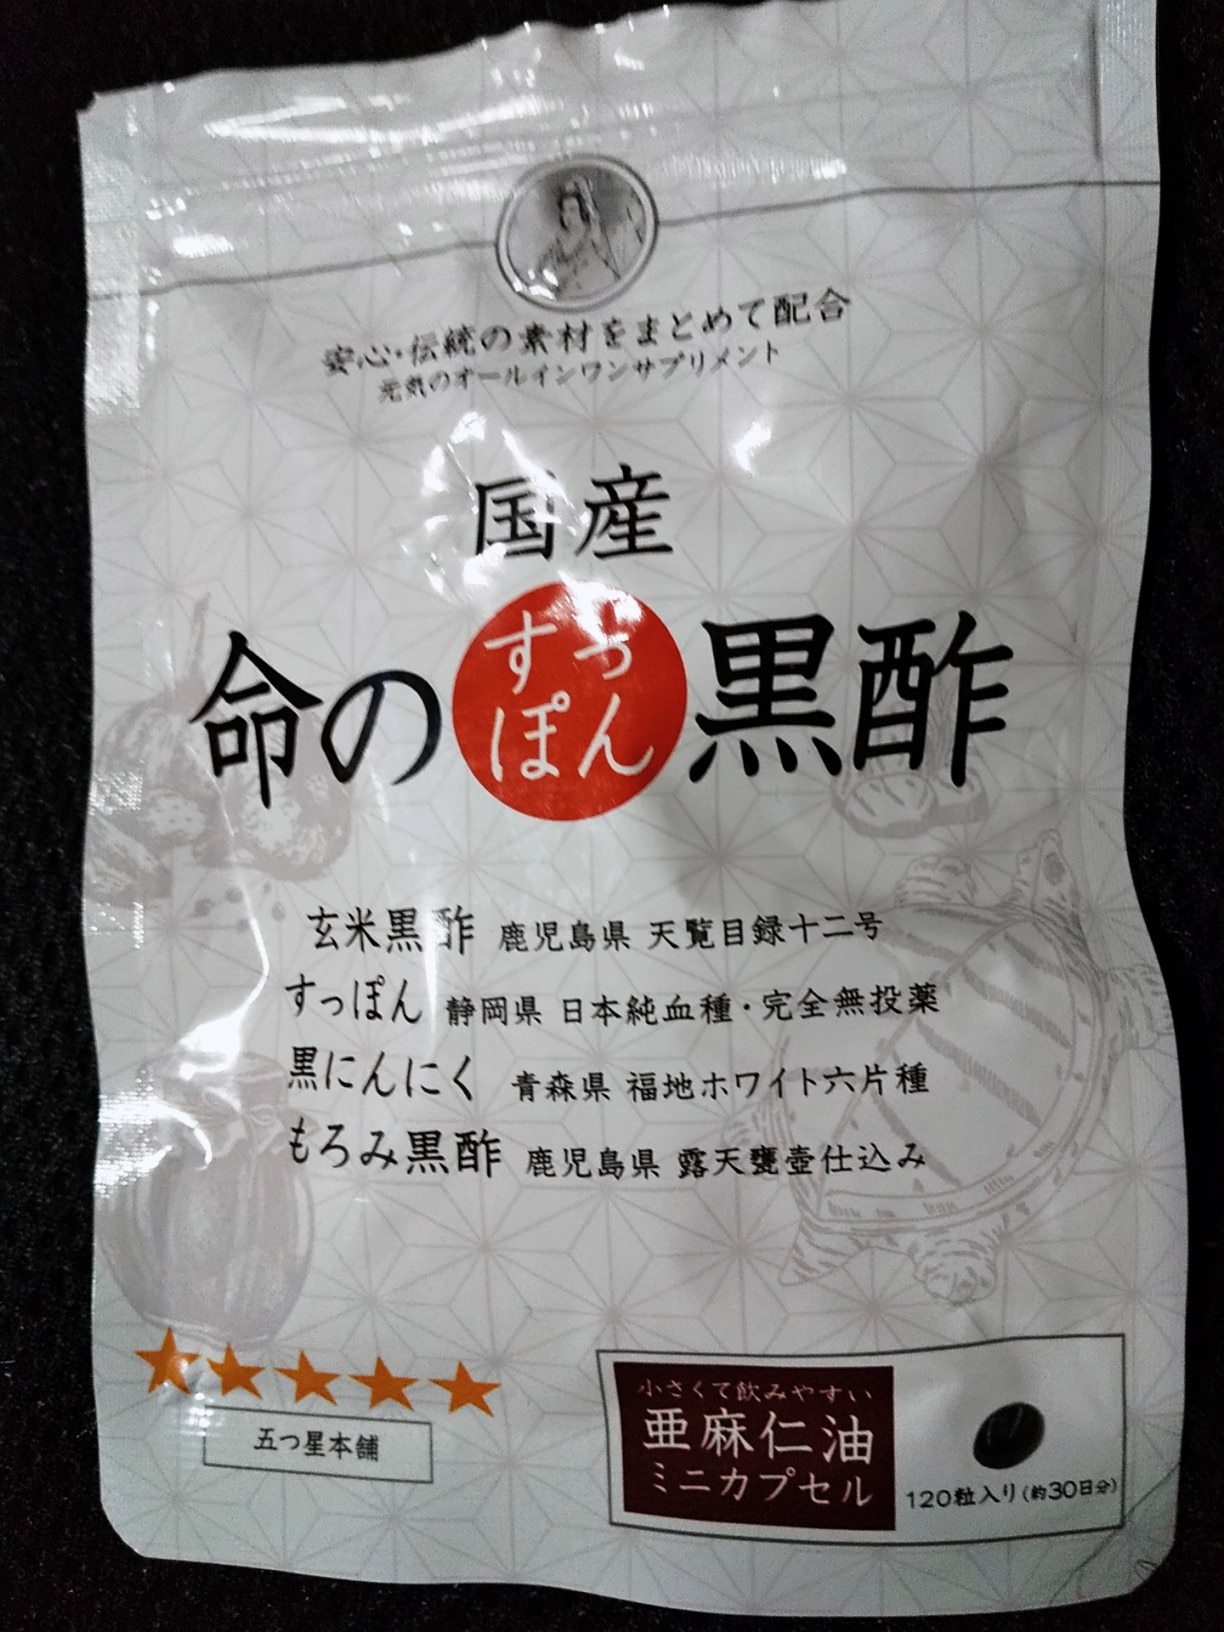 安心・伝統の素材をまとめて配合
元気のオールインワンサプリメント
国産
命のすっぽん黒酢
玄米黒酢 鹿児島県 天覧目録十二号
すっぽん 静岡県 日本純血種・完全無投薬
黒にんにく 青森県 福地ホワイト六片種
もろみ黒酢 鹿児島県 露天甕壺仕込み
五つ星本舗
小さくて飲みやすい
亜麻仁油
ミニカプセル
120粒入り(約30日分)